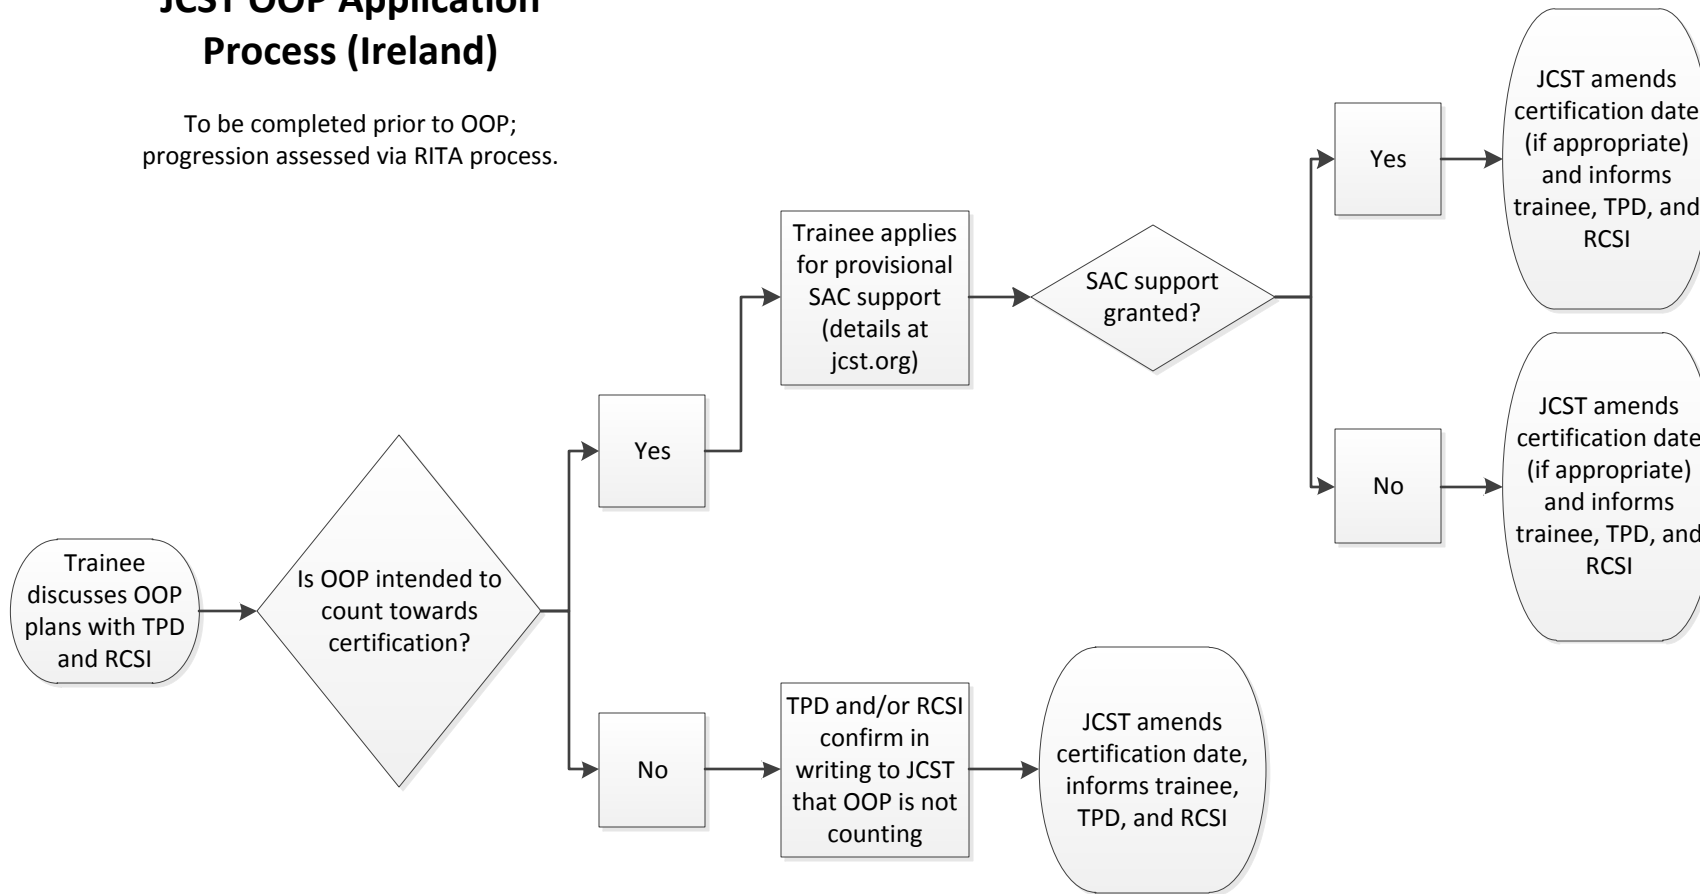 JCST OOP Application
Process (Ireland)
To be completed prior to OOP;
progression assessed via RITA process.
Trainee
discusses OOP
plans with TPD
and RCSI
Is OOP intended to
count towards
certification?
Yes
Trainee applies
for provisional
SAC support
(details at
jcst.org)
SAC support
granted?
Yes
JCST amends
certification date
(if appropriate)
and informs
trainee, TPD, and
RCSI
No
JCST amends
certification date
(if appropriate)
and informs
trainee, TPD, and
RCSI
No
TPD and/or RCSI
confirm in
writing to JCST
that OOP is not
counting
JCST amends
certification date,
informs trainee,
TPD, and RCSI